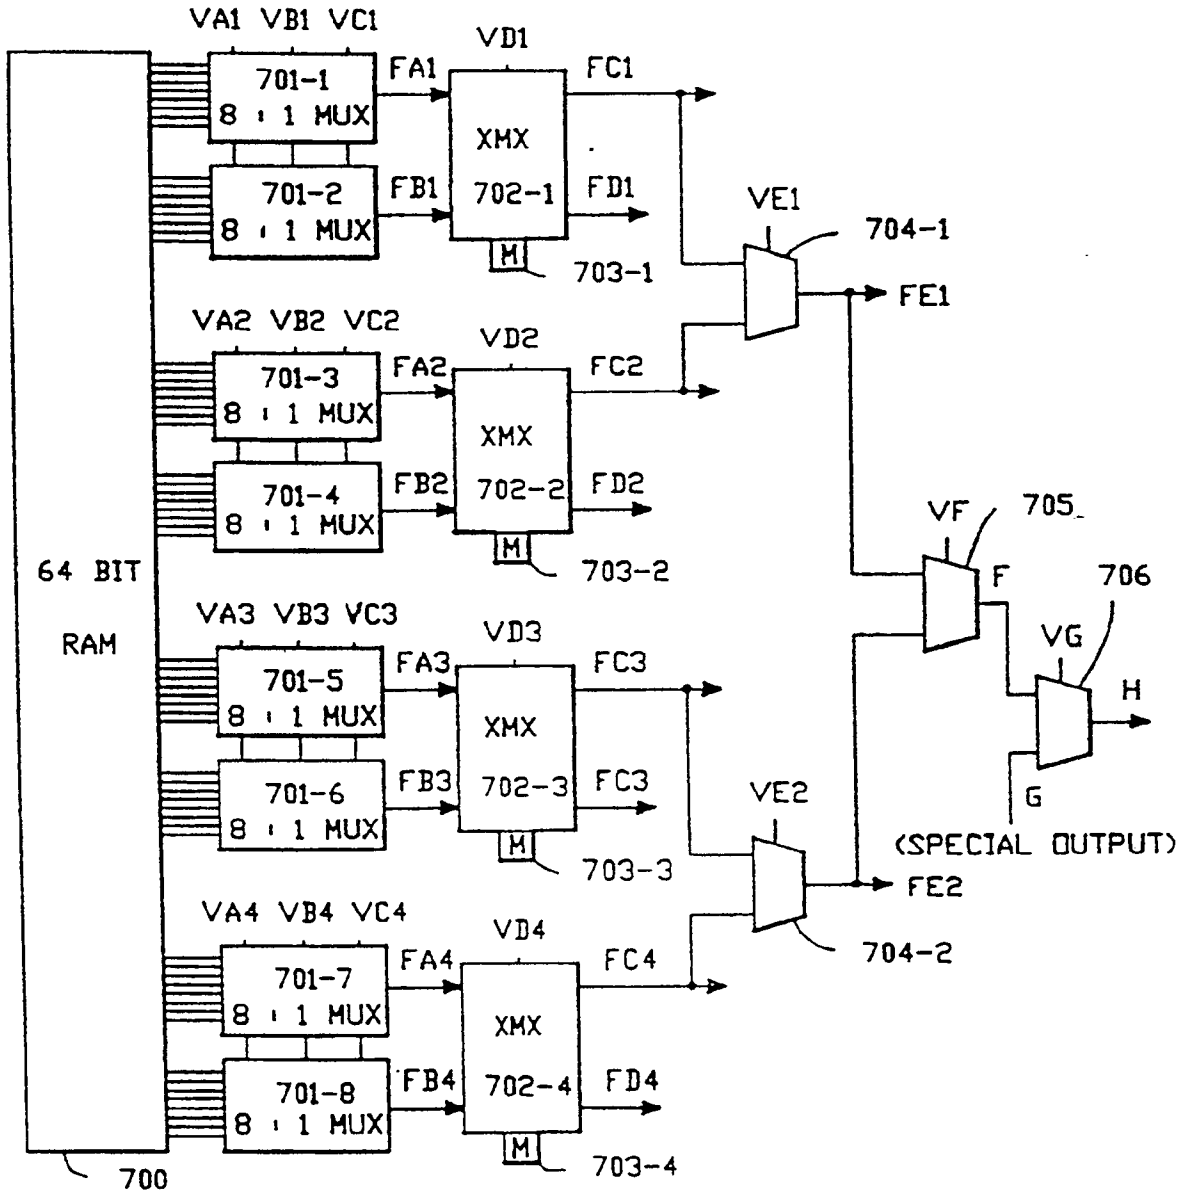 VA1 VB1 VC1
VD1
701-1
8 : 1 MUX
FA1
FC1
XMX
701-2
8 : 1 MUX
FB1
702-1
FD1
VE1
704-1
M
703-1
FE1
VA2 VB2 VC2
VD2
701-3
8 : 1 MUX
FA2
FC2
XMX
701-4
8 : 1 MUX
FB2
702-2
FD2
VF
705
M
703-2
64 BIT
RAM
F
706
VA3 VB3 VC3
VD3
VG
701-5
8 : 1 MUX
FA3
FC3
H
XMX
701-6
8 : 1 MUX
FB3
702-3
FC3
VE2
G
(SPECIAL OUTPUT)
M
703-3
FE2
VA4 VB4 VC4
VD4
704-2
701-7
8 : 1 MUX
FA4
FC4
XMX
701-8
8 : 1 MUX
FB4
702-4
FD4
M
703-4
700